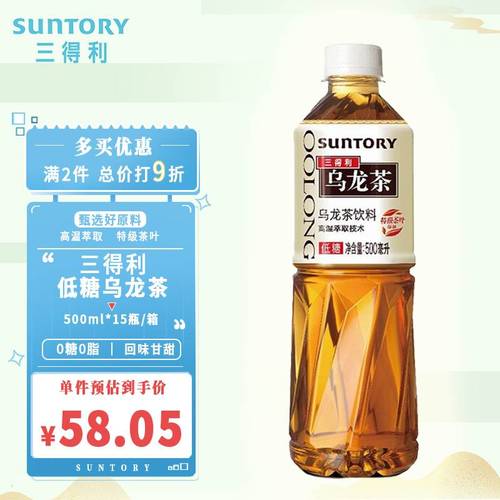 SUNTORY
三得利
多买优惠
满2件 总价打9折
甄选好原料
高温萃取 特级茶叶
“三得利
低糖乌龙茶
500ml*15瓶/箱”
0糖0脂 回味甘甜
单件预估到手价
¥58.05
SUNTORY
OOLONG
SUNTORY
三得利
乌龙茶
乌龙茶饮料
高温萃取技术
特级茶叶
低糖 净含量:500毫升